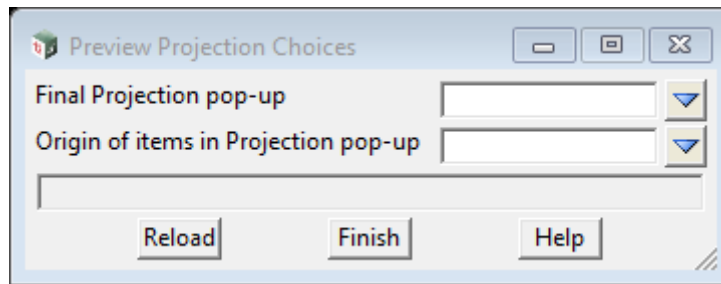 Preview Projection Choices
Final Projection pop-up
Origin of items in Projection pop-up
Reload Finish Help